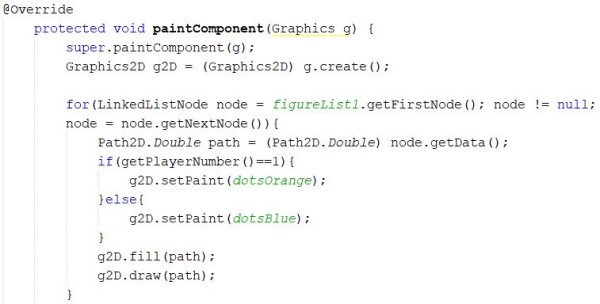 @Override
    protected void paintComponent(Graphics g) {
        super.paintComponent(g);
        Graphics2D g2D = (Graphics2D) g.create();

        for(LinkedListNode node = figureList1.getFirstNode(); node != null;
        node = node.getNextNode()){
            Path2D.Double path = (Path2D.Double) node.getData();
            if(getPlayerNumber()==1){
                g2D.setPaint(dotsOrange);
            }else{
                g2D.setPaint(dotsBlue);
            }
            g2D.fill(path);
            g2D.draw(path);
        }